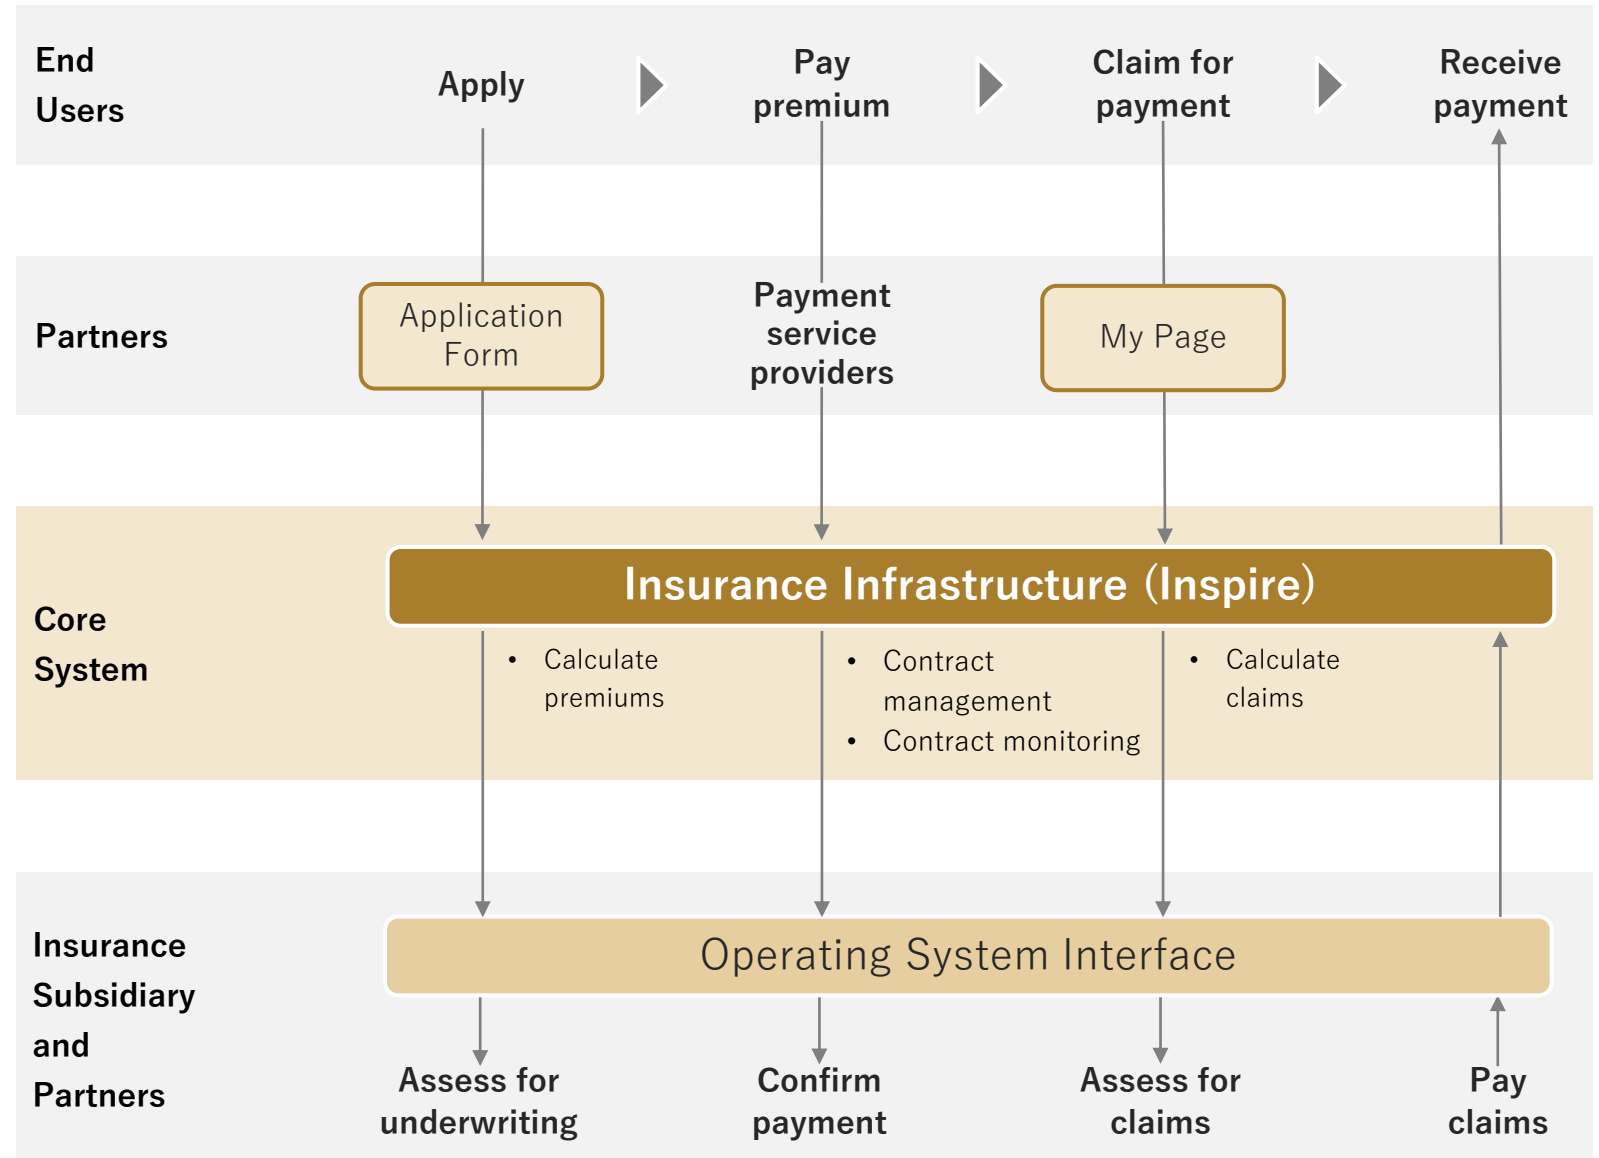 End
Users
Apply
Pay
premium
Claim for
payment
Receive
payment
Partners
Application
Form
Payment
service
providers
My Page
Core
System
Insurance Infrastructure (Inspire)
• Calculate
premiums
• Contract
management
• Contract monitoring
• Calculate
claims
Insurance
Subsidiary
and
Partners
Operating System Interface
Assess for
underwriting
Confirm
payment
Assess for
claims
Pay
claims